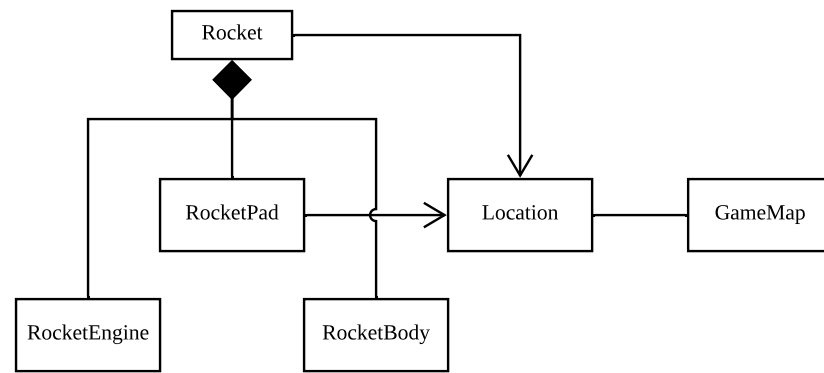 Rocket
RocketPad
Location
GameMap
RocketEngine
RocketBody